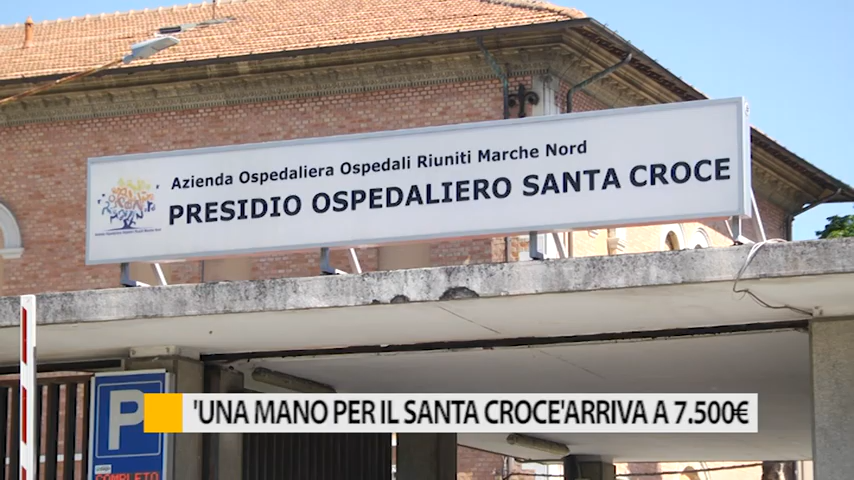 Azienda Ospedaliera Ospedali Riuniti Marche Nord
PRESIDIO OSPEDALIERO SANTA CROCE
P
COMPLETO
'UNA MANO PER IL SANTA CROCE'ARRIVA A 7.500€